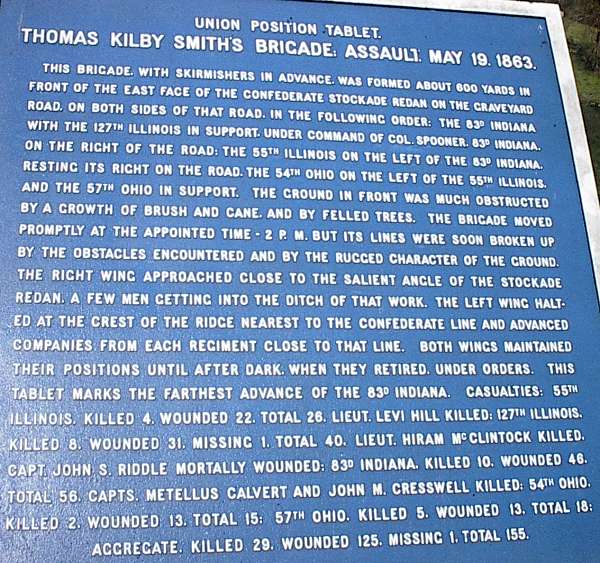 UNION POSITION TABLET.
THOMAS KILBY SMITH'S BRIGADE: ASSAULT, MAY 19, 1863.
THIS BRIGADE, WITH SKIRMISHERS IN ADVANCE, WAS FORMED ABOUT 600 YARDS IN
FRONT OF THE EAST FACE OF THE CONFEDERATE STOCKADE REDAN ON THE GRAVEYARD
ROAD, ON BOTH SIDES OF THAT ROAD, IN THE FOLLOWING ORDER: THE 83D INDIANA
WITH THE 127TH ILLINOIS IN SUPPORT, UNDER COMMAND OF COL. SPOONER, 83D INDIANA,
ON THE RIGHT OF THE ROAD; THE 55TH ILLINOIS ON THE LEFT OF THE 83D INDIANA,
RESTING ITS RIGHT ON THE ROAD, THE 54TH OHIO ON THE LEFT OF THE 55TH ILLINOIS,
AND THE 57TH OHIO IN SUPPORT. THE GROUND IN FRONT WAS MUCH OBSTRUCTED
BY A GROWTH OF BRUSH AND CANE, AND BY FELLED TREES. THE BRIGADE MOVED
PROMPTLY AT THE APPOINTED TIME - 2 P. M. BUT ITS LINES WERE SOON BROKEN UP
BY THE OBSTACLES ENCOUNTERED AND BY THE RUGGED CHARACTER OF THE GROUND.
THE RIGHT WING APPROACHED CLOSE TO THE SALIENT ANGLE OF THE STOCKADE
REDAN, A FEW MEN GETTING INTO THE DITCH OF THAT WORK. THE LEFT WING HALT-
ED AT THE CREST OF THE RIDGE NEAREST TO THE CONFEDERATE LINE AND ADVANCED
COMPANIES FROM EACH REGIMENT CLOSE TO THAT LINE. BOTH WINGS MAINTAINED
THEIR POSITIONS UNTIL AFTER DARK, WHEN THEY RETIRED, UNDER ORDERS. THIS
TABLET MARKS THE FARTHEST ADVANCE OF THE 83D INDIANA. CASUALTIES: 55TH
ILLINOIS, KILLED 4, WOUNDED 22, TOTAL 26, LIEUT. LEVI HILL KILLED; 127TH ILLINOIS,
KILLED 8, WOUNDED 31, MISSING 1, TOTAL 40, LIEUT. HIRAM McCLINTOCK KILLED,
CAPT. JOHN S. RIDDLE MORTALLY WOUNDED; 83D INDIANA, KILLED 10, WOUNDED 46,
TOTAL 56, CAPTS. METELLUS CALVERT AND JOHN M. CRESSWELL KILLED; 54TH OHIO,
KILLED 2, WOUNDED 13, TOTAL 15; 57TH OHIO, KILLED 5, WOUNDED 13, TOTAL 18;
AGGREGATE, KILLED 29, WOUNDED 125, MISSING 1, TOTAL 155.